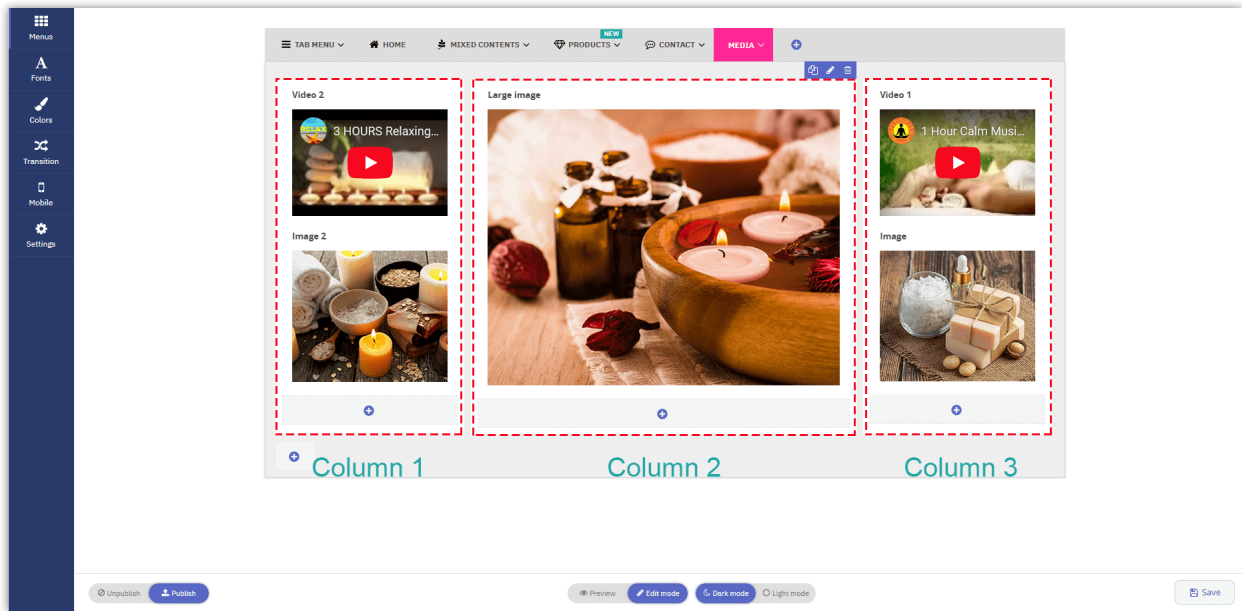 Menus
Fonts
Colors
Transition
Mobile
Settings
NEW
TAB MENU HOME MIXED CONTENTS PRODUCTS CONTACT MEDIA
Video 2
RELAX
3 HOURS Relaxing...
Image 2
Large image
Video 1
1 Hour Calm Musi...
Image
Column 1 Column 2 Column 3
Unpublish Publish Preview Edit mode Dark mode Light mode Save